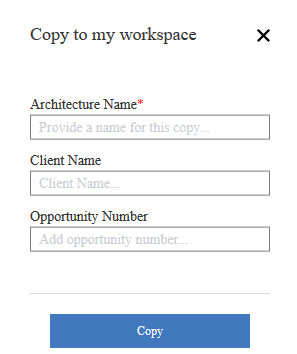 Copy to my workspace
Architecture Name*
Provide a name for this copy...
Client Name
Client Name...
Opportunity Number
Add opportunity number...
Copy